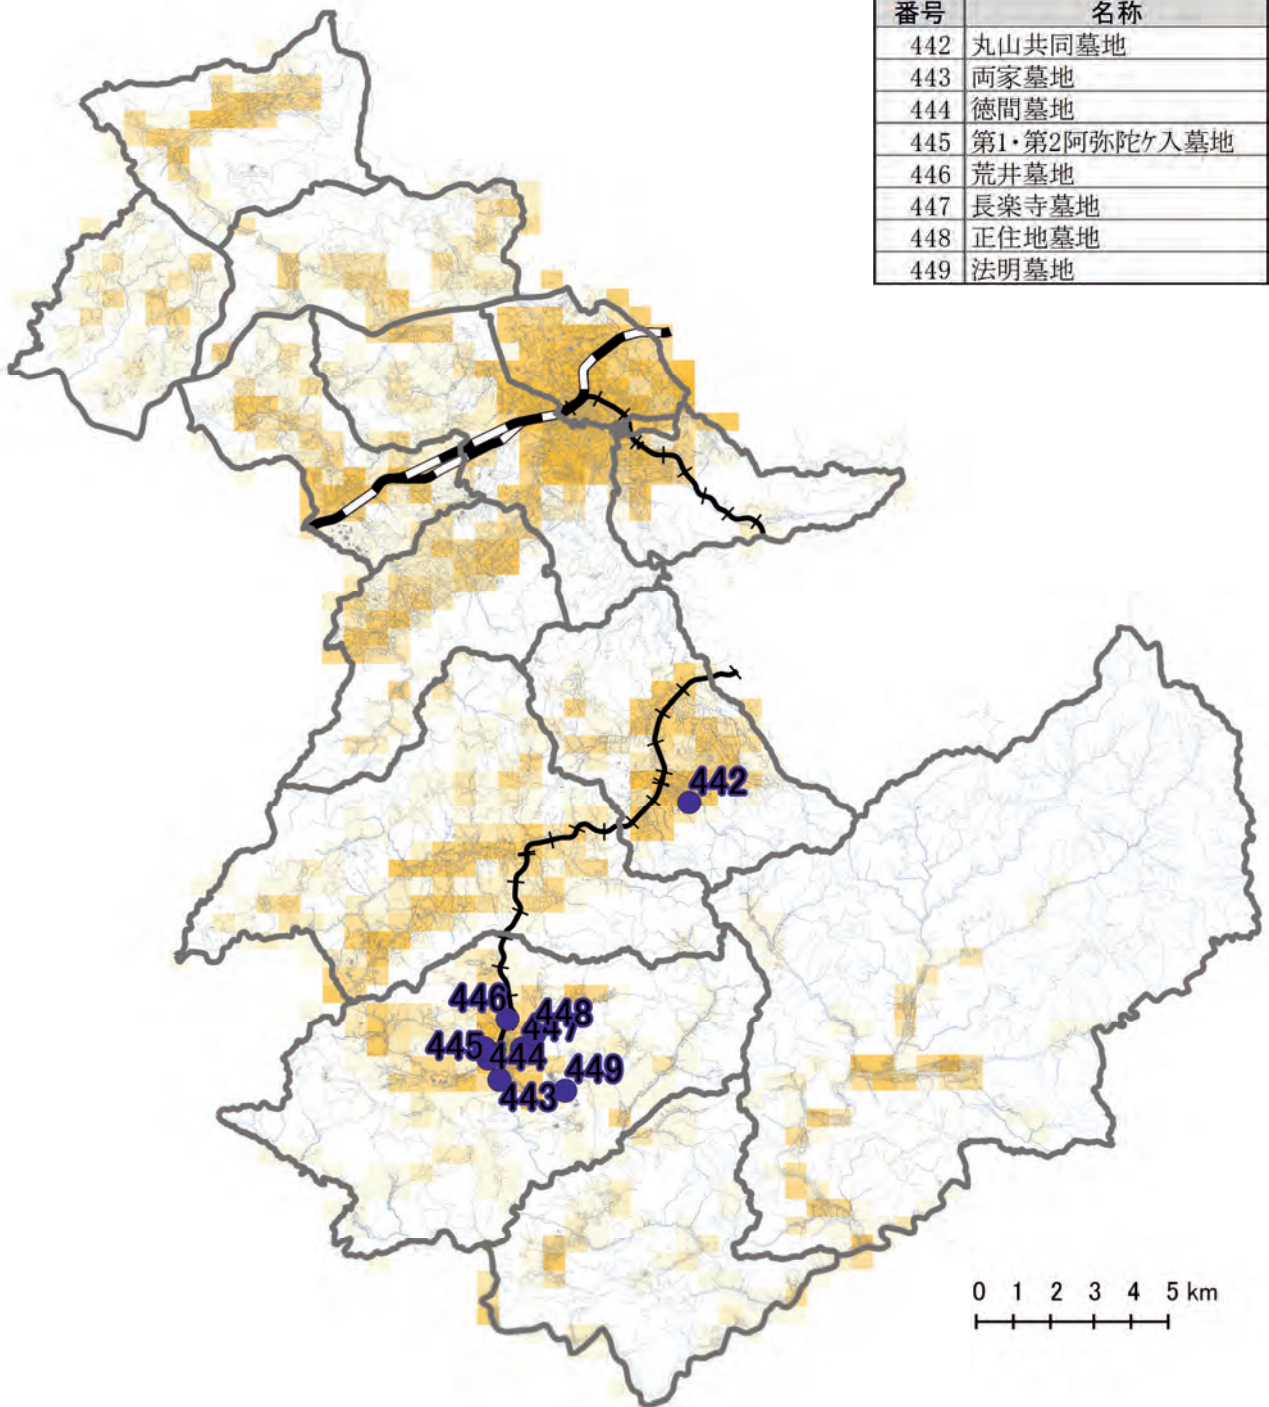 番号 名称
442 丸山共同墓地
443 両家墓地
444 徳間墓地
445 第1・第2阿弥陀ケ入墓地
446 荒井墓地
447 長楽寺墓地
448 正住地墓地
449 法明墓地
442
446
448
447
445
444
449
443
0 1 2 3 4 5 km